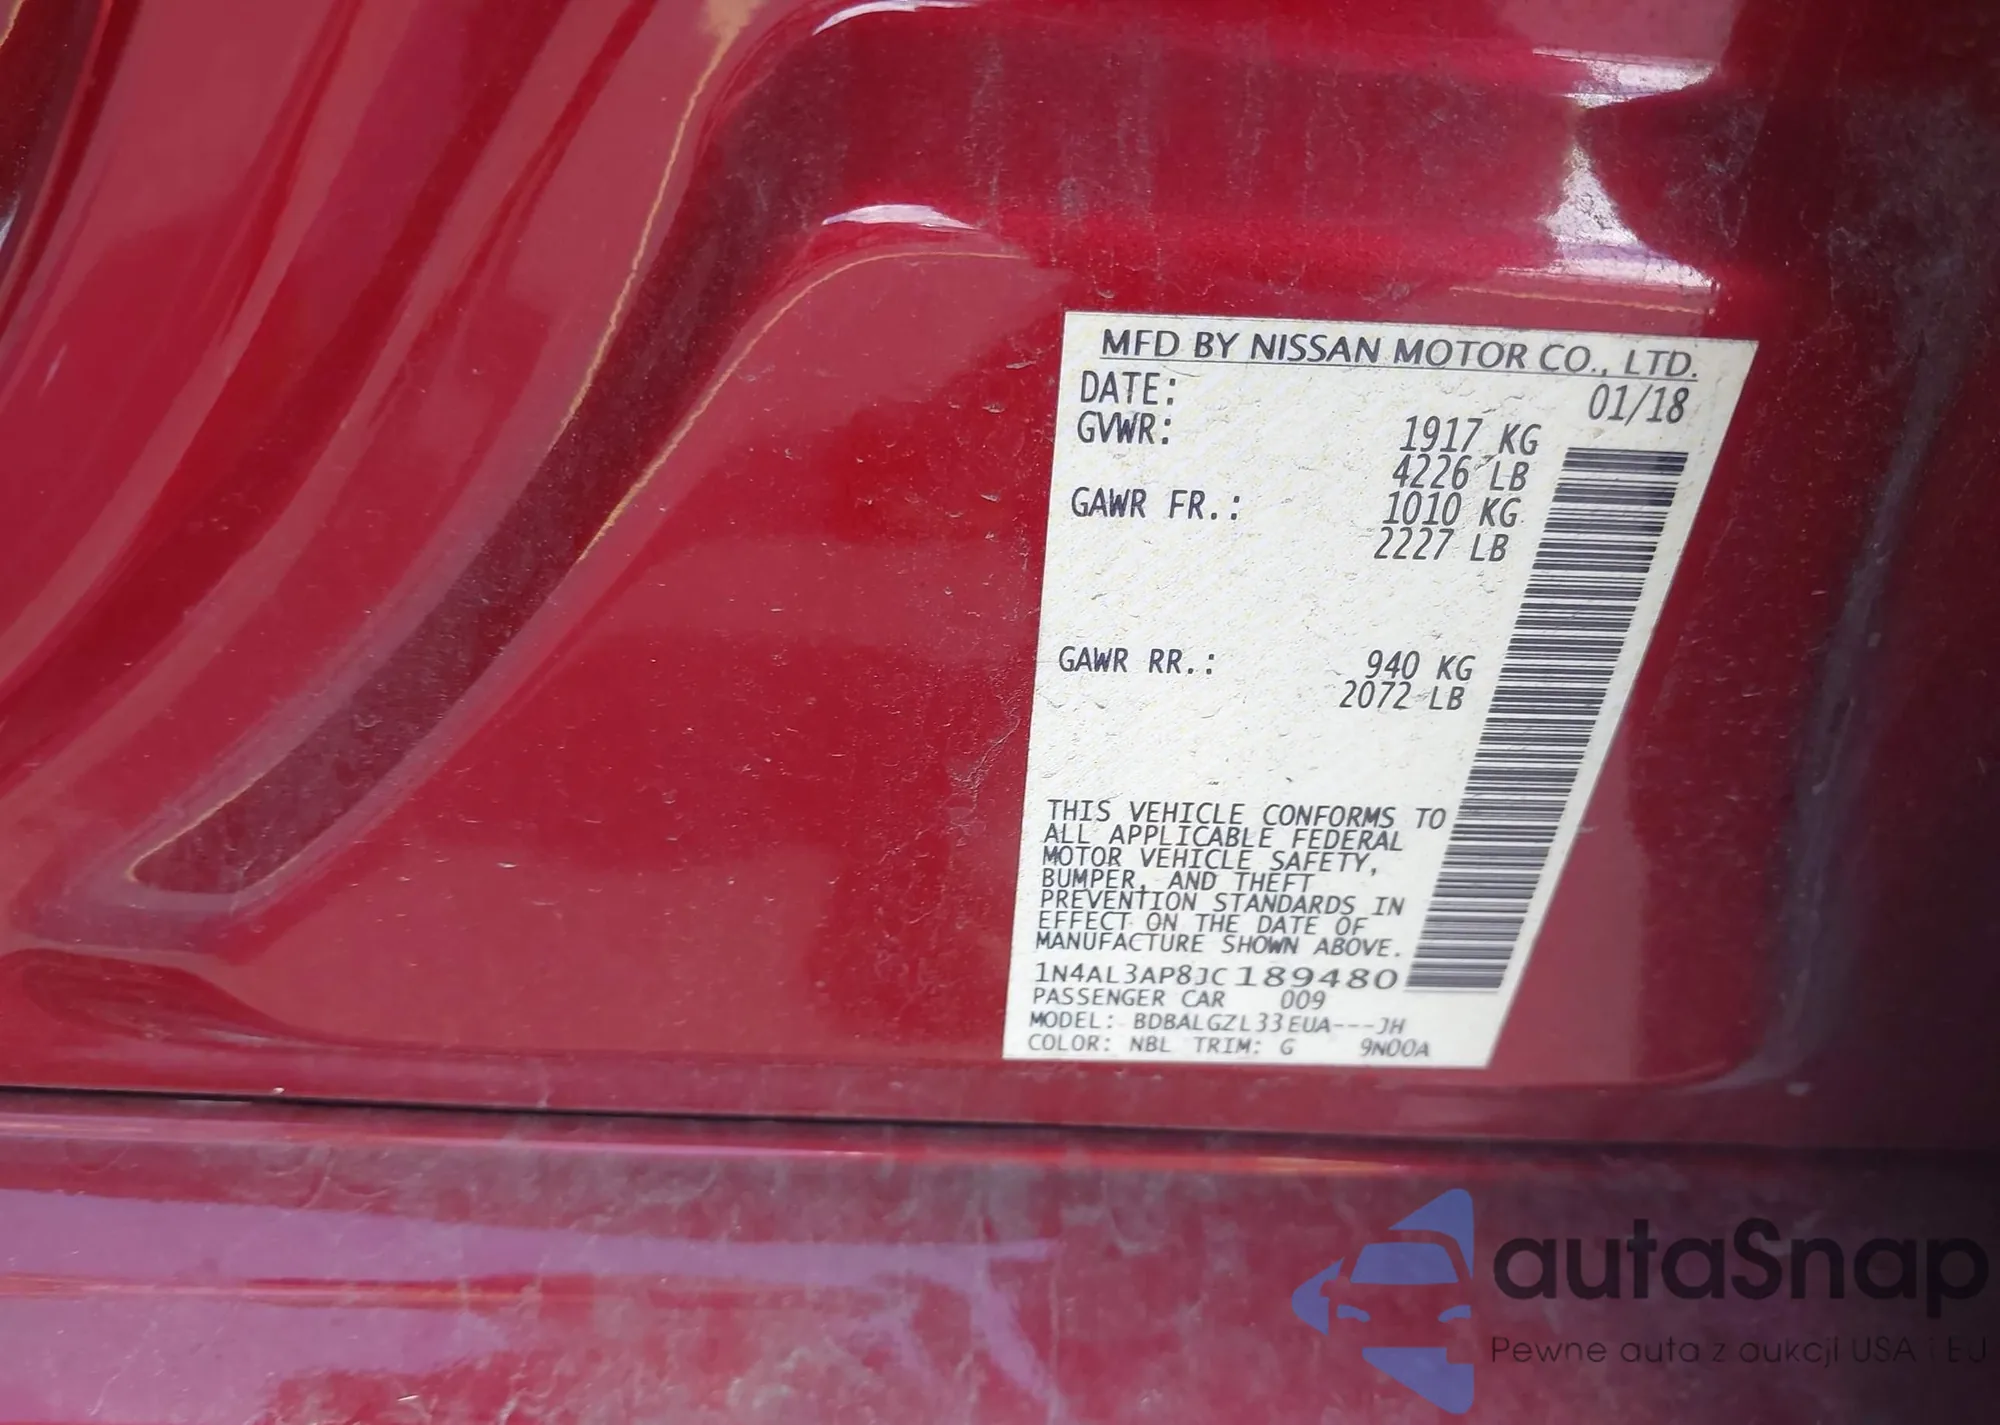 MFD BY NISSAN MOTOR CO., LTD.
DATE: 01/18
GVWR: 1917 KG
4226 LB
GAWR FR.: 1010 KG
2227 LB
GAWR RR.: 940 KG
2072 LB
THIS VEHICLE CONFORMS TO
ALL APPLICABLE FEDERAL
MOTOR VEHICLE SAFETY,
BUMPER, AND THEFT
PREVENTION STANDARDS IN
EFFECT ON THE DATE OF
MANUFACTURE SHOWN ABOVE.
1N4AL3AP8JC189480
PASSENGER CAR 009
MODEL: BDBALGZL33EUA---JH
COLOR: NBL TRIM: G 9N00A
autaSnap
Pewne auta z aukcji USA i EU